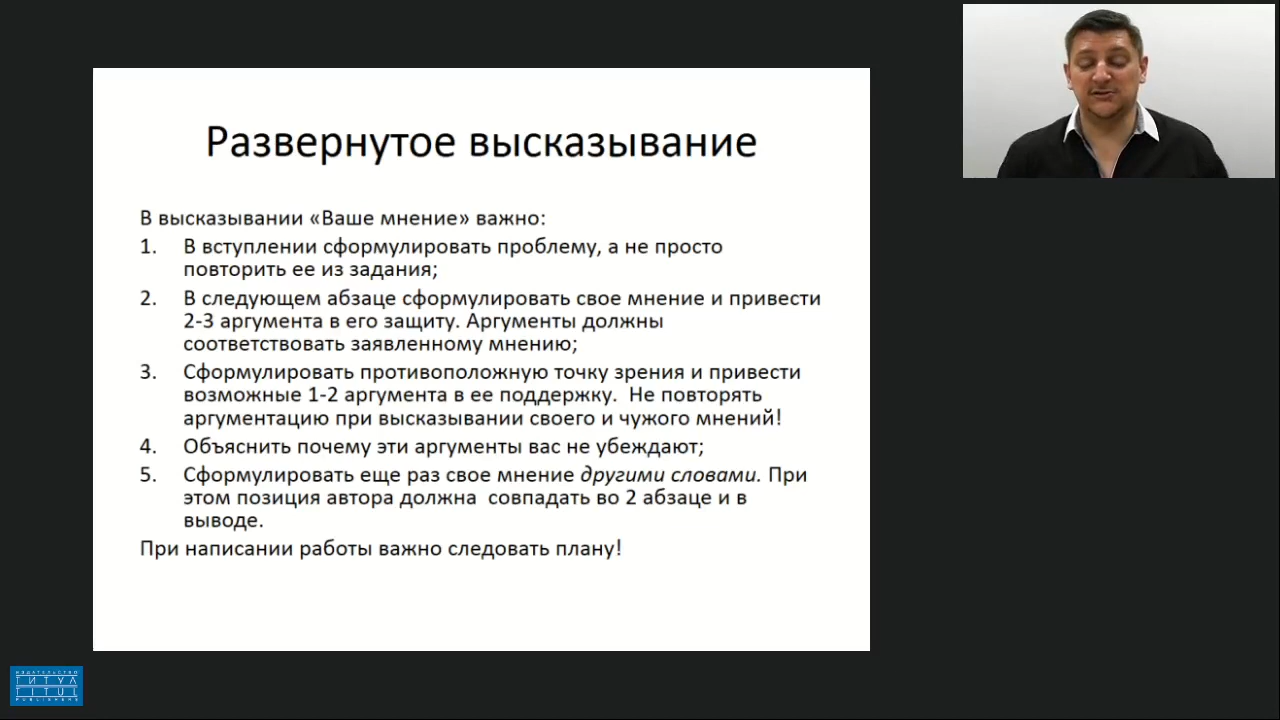 Развернутое высказывание
В высказывании «Ваше мнение» важно:
1. В вступлении сформулировать проблему, а не просто
повторить ее из задания;
2. В следующем абзаце сформулировать свое мнение и привести
2-3 аргумента в его защиту. Аргументы должны
соответствовать заявленному мнению;
3. Сформулировать противоположную точку зрения и привести
возможные 1-2 аргумента в ее поддержку.  Не повторять
аргументацию при высказывании своего и чужого мнений!
4. Объяснить почему эти аргументы вас не убеждают;
5. Сформулировать еще раз свое мнение другими словами. При
этом позиция автора должна  совпадать во 2 абзаце и в
выводе.
При написании работы важно следовать плану!
ИЗДАТЕЛЬСТВО
ТИТУЛ
TITUL
PUBLISHERS